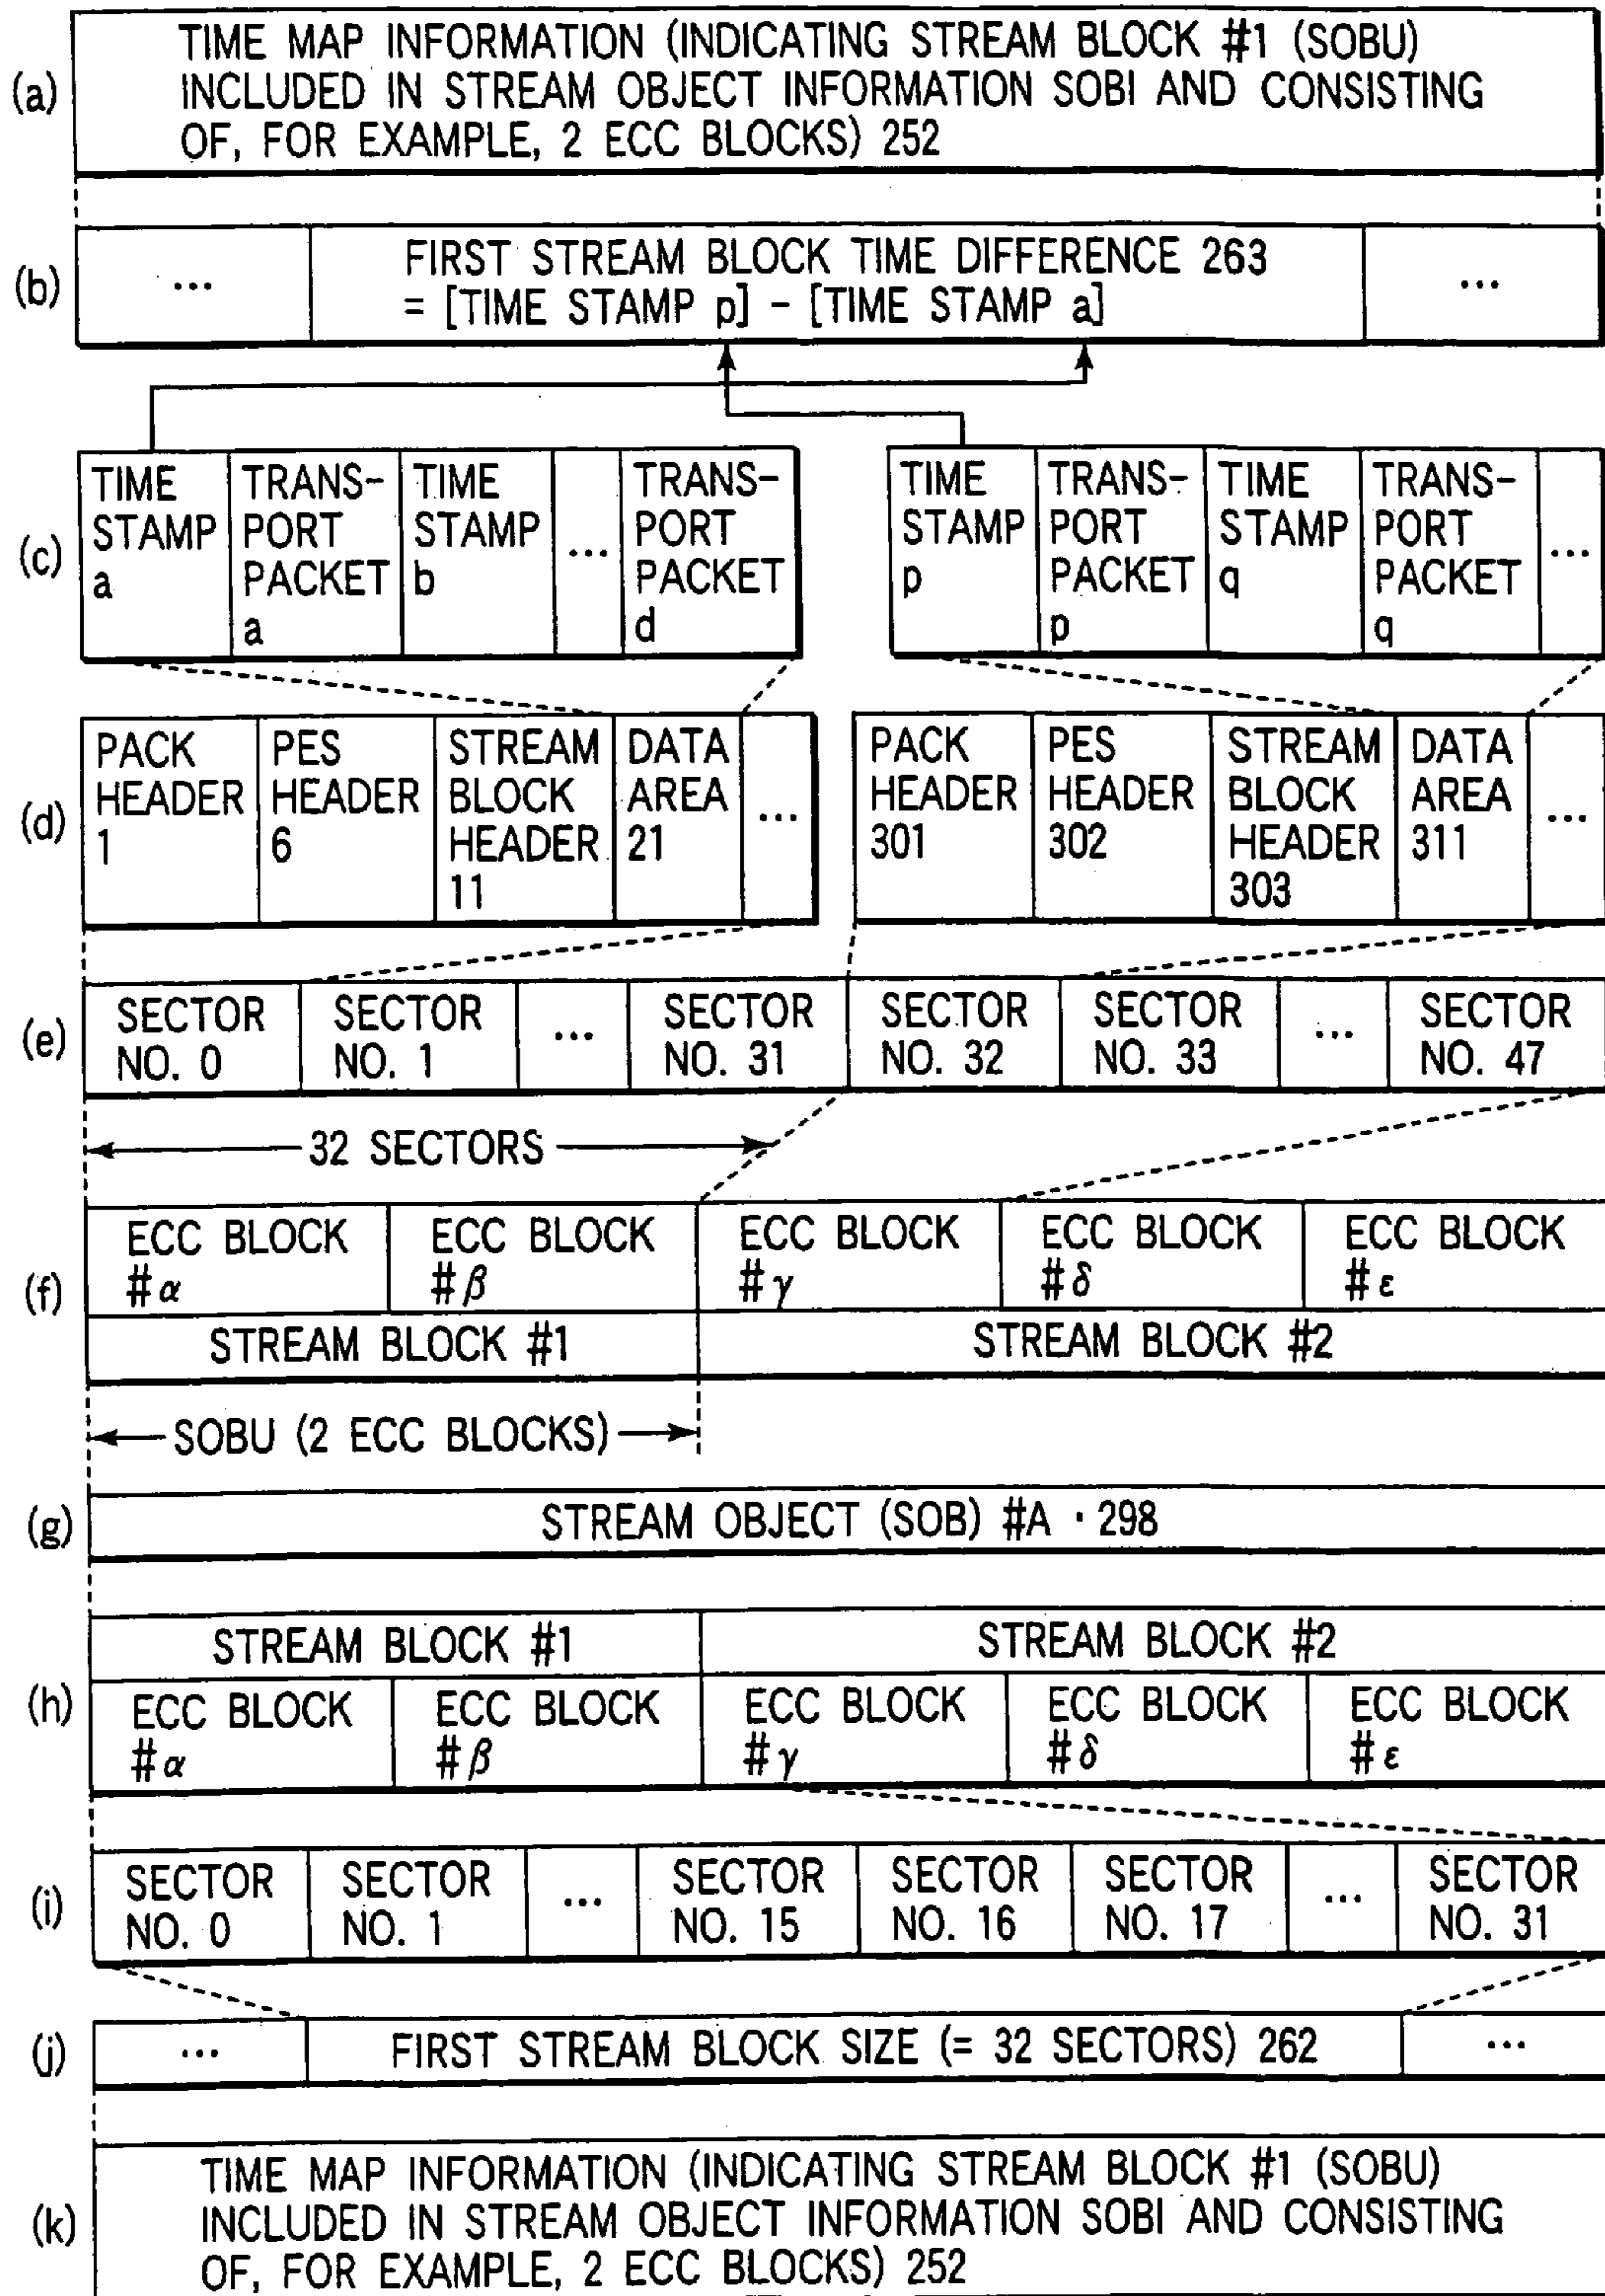 (a)
TIME MAP INFORMATION (INDICATING STREAM BLOCK #1 (SOBU)
INCLUDED IN STREAM OBJECT INFORMATION SOBI AND CONSISTING
OF, FOR EXAMPLE, 2 ECC BLOCKS) 252
(b)
...
FIRST STREAM BLOCK TIME DIFFERENCE 263
= [TIME STAMP p] - [TIME STAMP a]
...
(c)
TIME
STAMP
a
TRANS-
PORT
PACKET
a
TIME
STAMP
b
...
TRANS-
PORT
PACKET
d
TIME
STAMP
p
TRANS-
PORT
PACKET
p
TIME
STAMP
q
TRANS-
PORT
PACKET
q
...
(d)
PACK
HEADER
1
PES
HEADER
6
STREAM
BLOCK
HEADER
11
DATA
AREA
21
...
PACK
HEADER
301
PES
HEADER
302
STREAM
BLOCK
HEADER
303
DATA
AREA
311
...
(e)
SECTOR
NO. 0
SECTOR
NO. 1
...
SECTOR
NO. 31
SECTOR
NO. 32
SECTOR
NO. 33
...
SECTOR
NO. 47
32 SECTORS
(f)
ECC BLOCK
#α
ECC BLOCK
#β
ECC BLOCK
#γ
ECC BLOCK
#δ
ECC BLOCK
#ε
STREAM BLOCK #1
STREAM BLOCK #2
SOBU (2 ECC BLOCKS)
(g)
STREAM OBJECT (SOB) #A · 298
(h)
STREAM BLOCK #1
STREAM BLOCK #2
ECC BLOCK
#α
ECC BLOCK
#β
ECC BLOCK
#γ
ECC BLOCK
#δ
ECC BLOCK
#ε
(i)
SECTOR
NO. 0
SECTOR
NO. 1
...
SECTOR
NO. 15
SECTOR
NO. 16
SECTOR
NO. 17
...
SECTOR
NO. 31
(j)
...
FIRST STREAM BLOCK SIZE (= 32 SECTORS) 262
...
(k)
TIME MAP INFORMATION (INDICATING STREAM BLOCK #1 (SOBU)
INCLUDED IN STREAM OBJECT INFORMATION SOBI AND CONSISTING
OF, FOR EXAMPLE, 2 ECC BLOCKS) 252